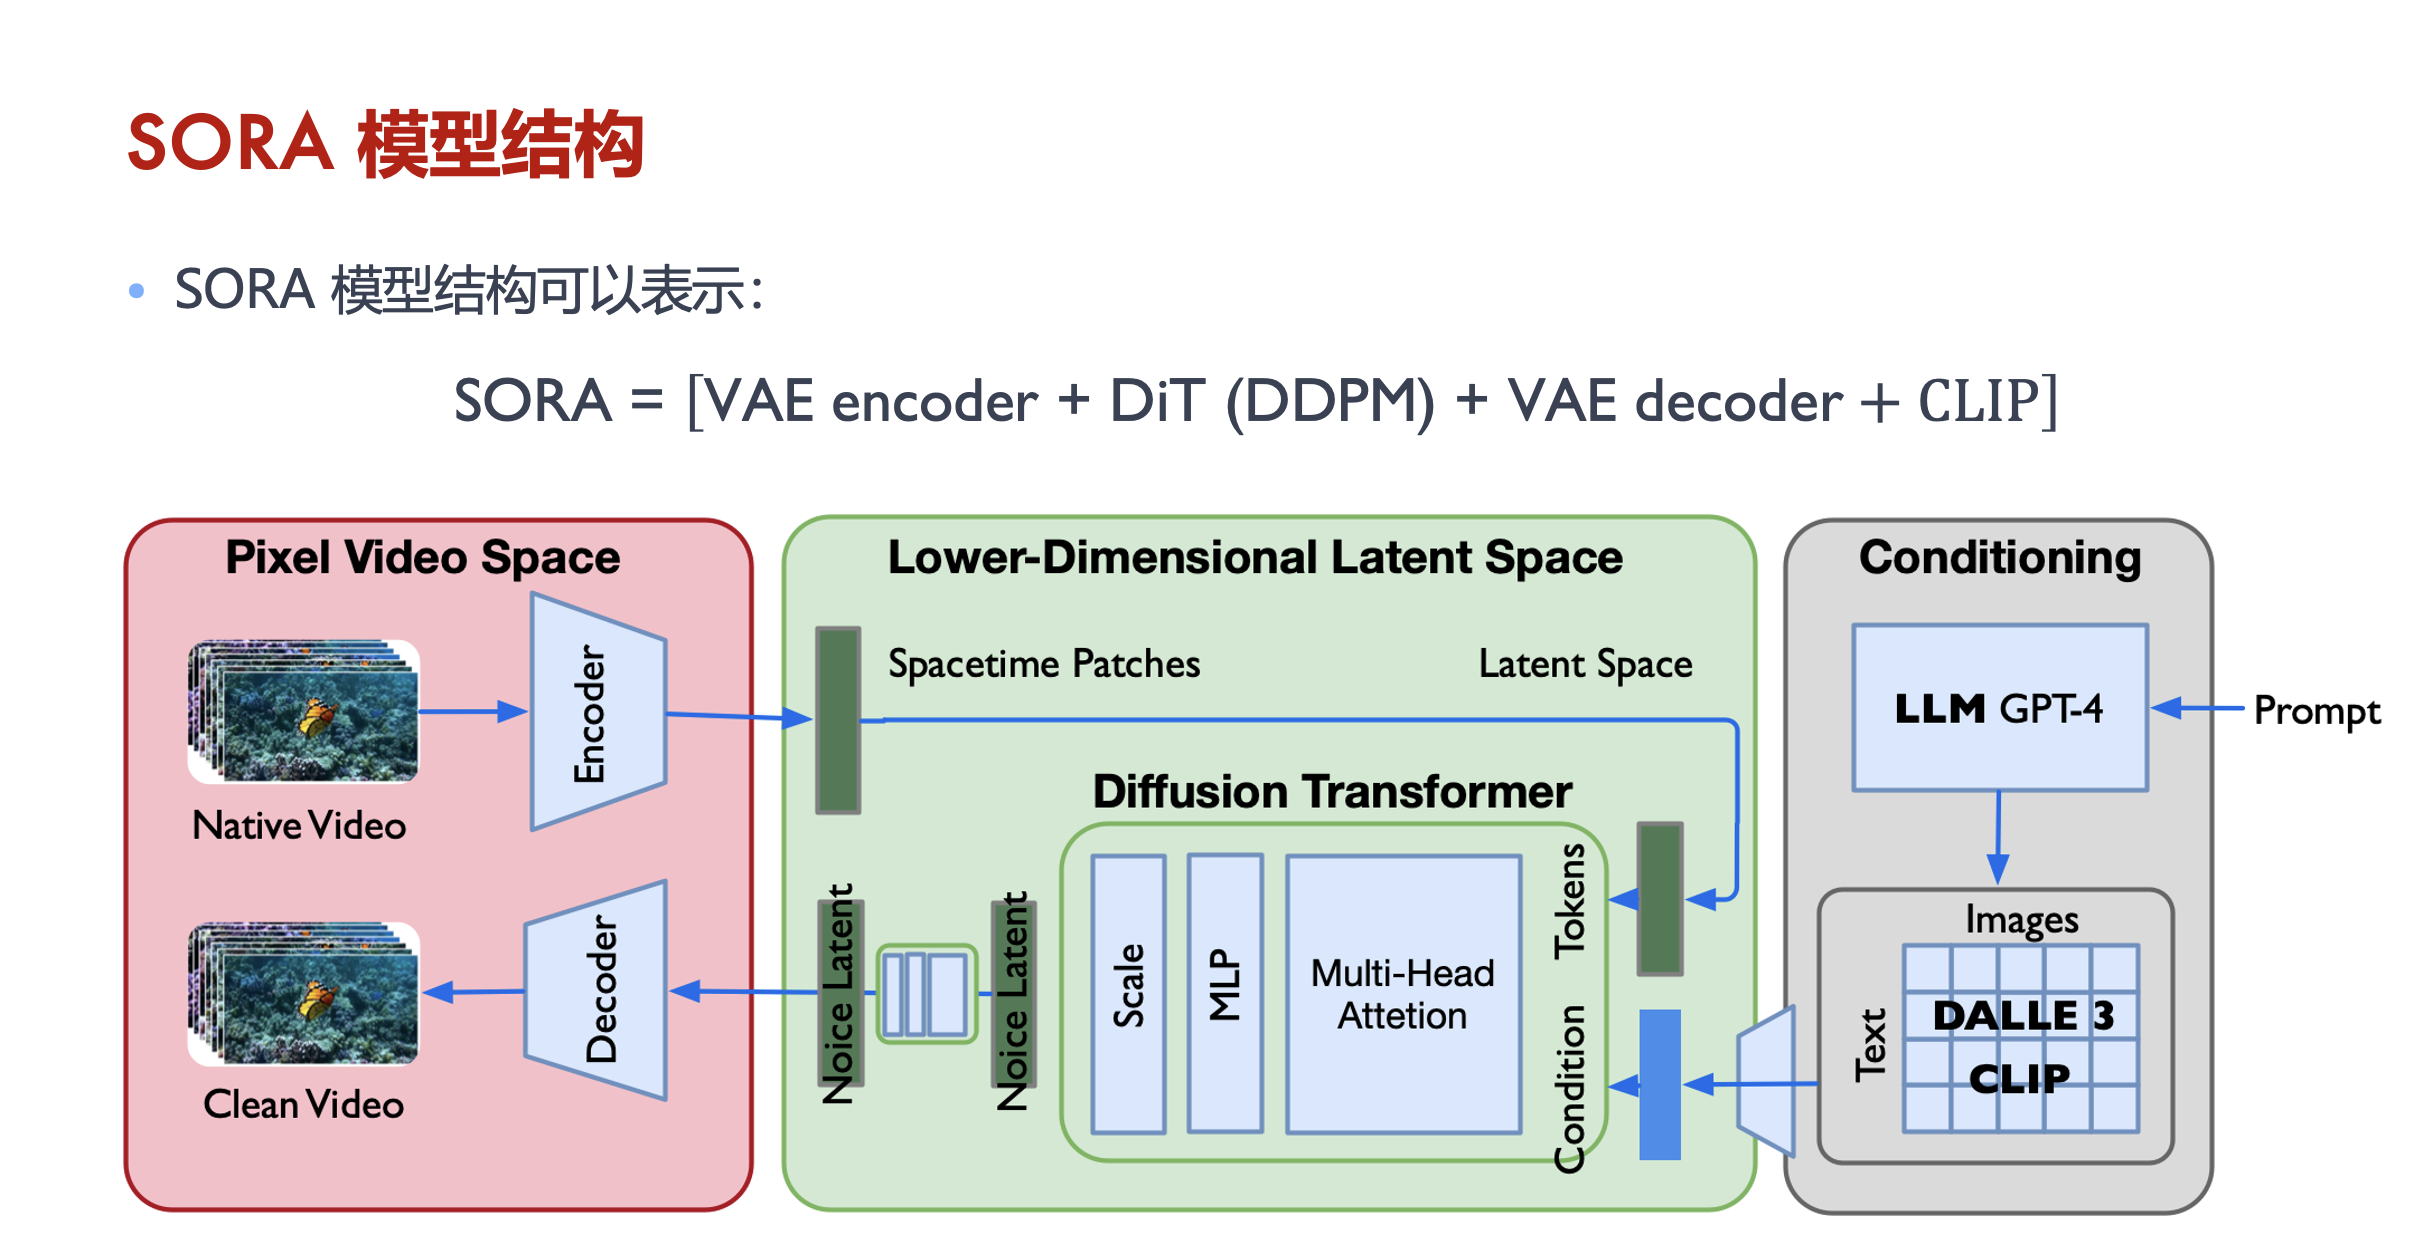 SORA 模型结构
• SORA 模型结构可以表示：
SORA = [VAE encoder + DiT (DDPM) + VAE decoder + CLIP]
Pixel Video Space
Encoder
Native Video
Decoder
Clean Video
Lower-Dimensional Latent Space
Spacetime Patches
Latent Space
Diffusion Transformer
Noice Latent
Noice Latent
Scale
MLP
Multi-Head
Attetion
Tokens
Condition
Conditioning
LLM GPT-4
Prompt
Images
Text
DALLE 3
CLIP